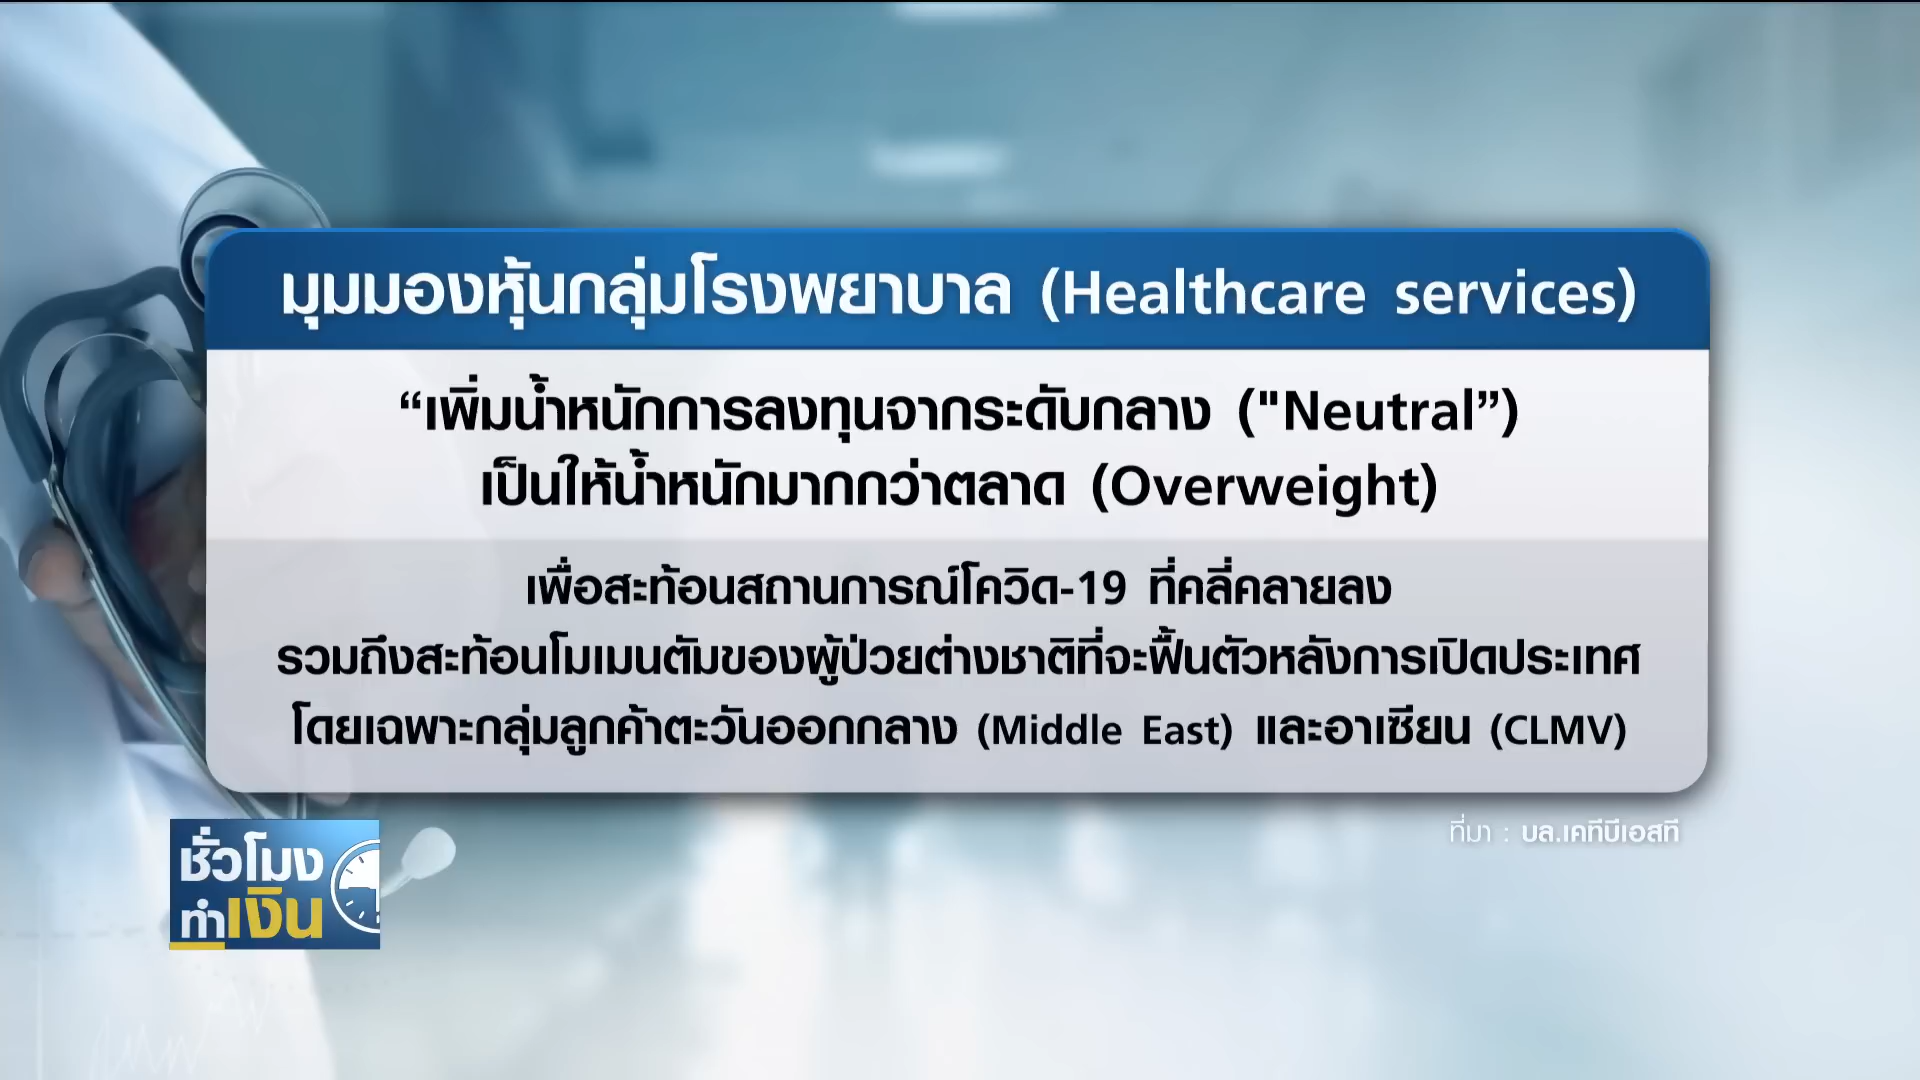 มุมมองหุ้นกลุ่มโรงพยาบาล (Healthcare services)
“เพิ่มน้ำหนักการลงทุนจากระดับกลาง ("Neutral”)
เป็นให้น้ำหนักมากกว่าตลาด (Overweight)
เพื่อสะท้อนสถานการณ์โควิด-19 ที่คลี่คลายลง
รวมถึงสะท้อนโมเมนตัมของผู้ป่วยต่างชาติที่จะฟื้นตัวหลังการเปิดประเทศ
โดยเฉพาะกลุ่มลูกค้าตะวันออกกลาง (Middle East) และอาเซียน (CLMV)
ที่มา : บล.เคทีบีเอสที
ชั่วโมง
ทำเงิน